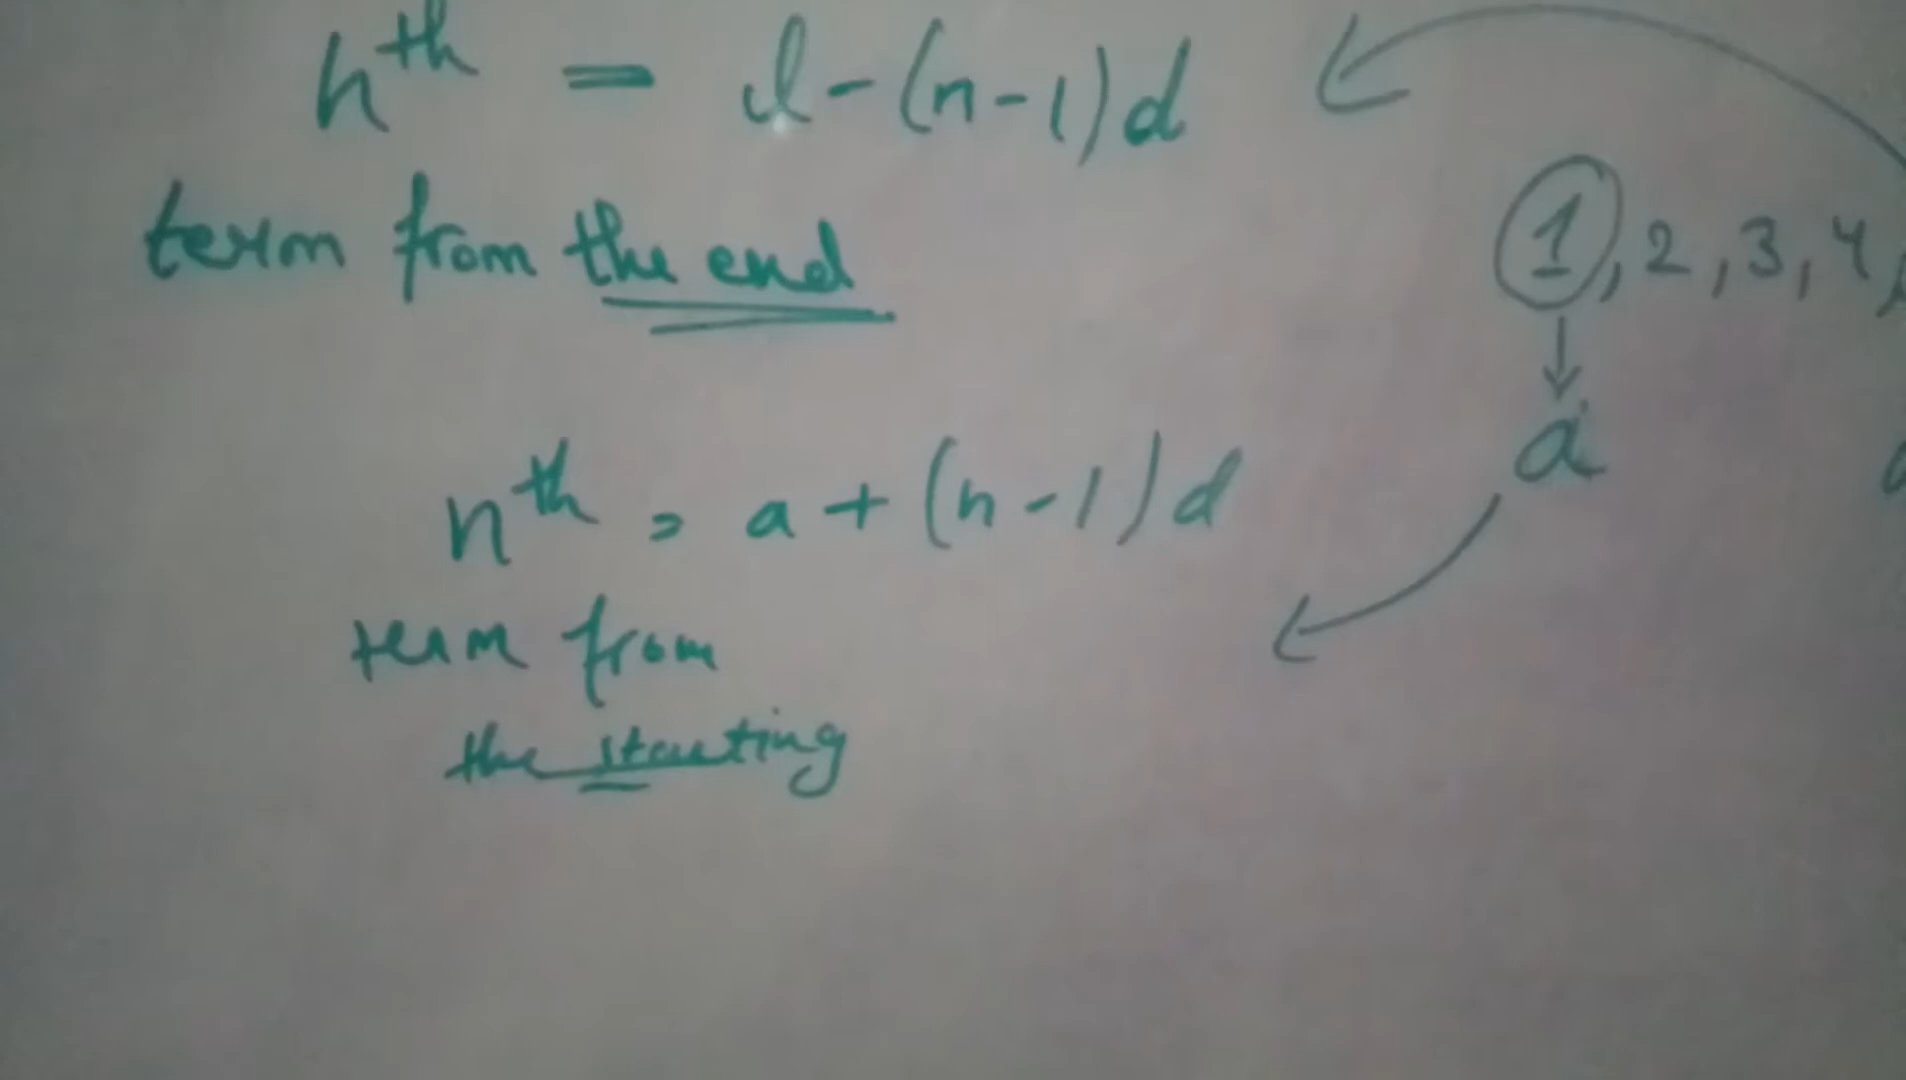 nth = l - (n-1)d
term from the end
1, 2, 3, 4,
a
nth = a + (n-1)d
term from
the starting